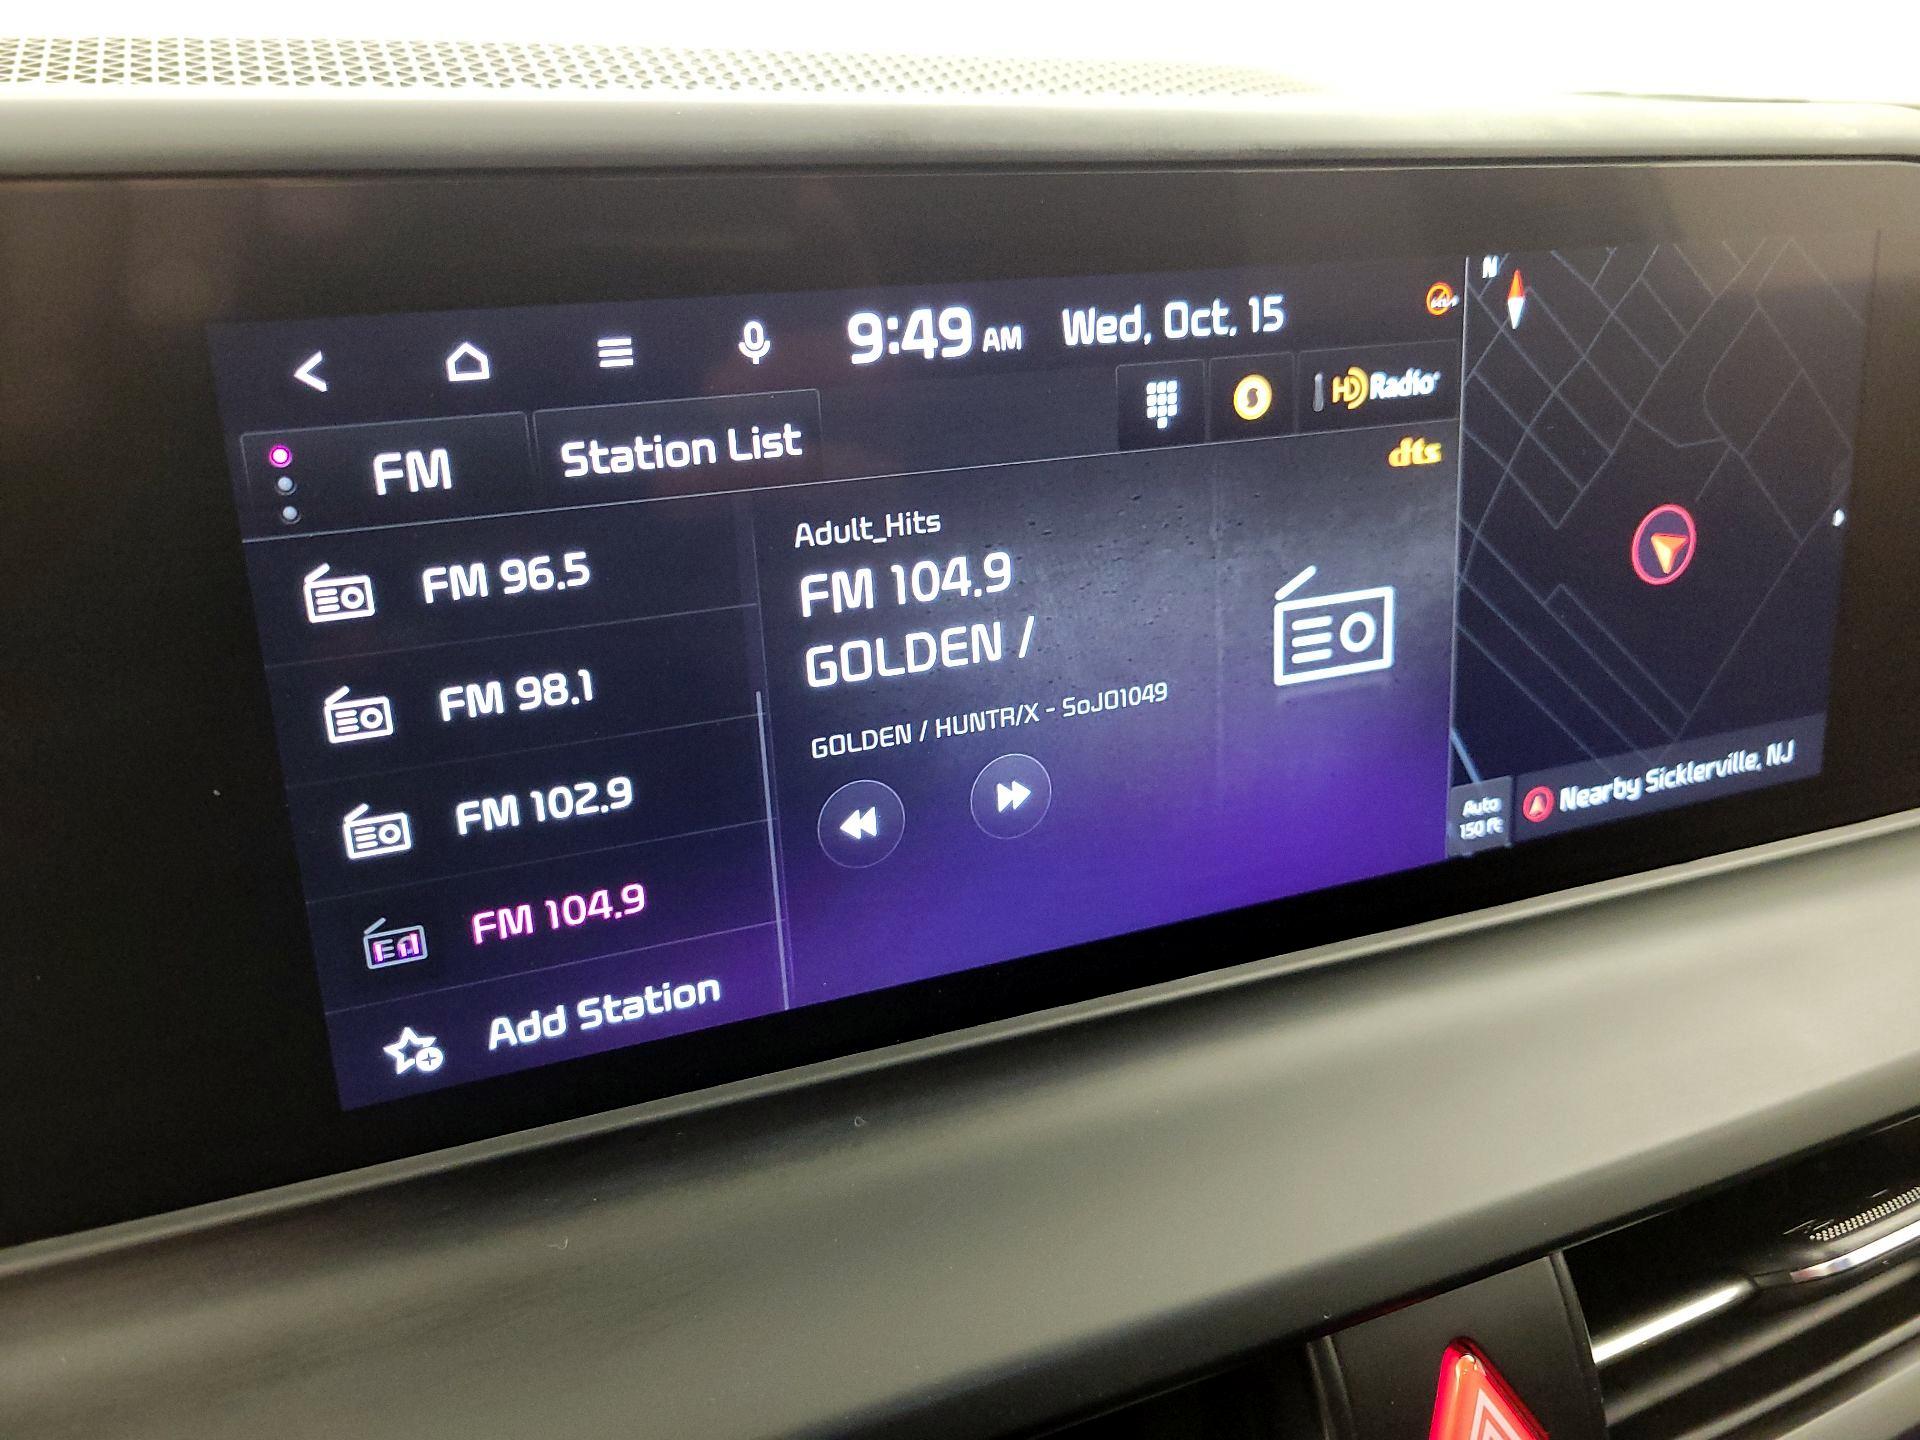 9:49 AM Wed, Oct. 15
N
FM
Station List
HD Radio
dts
FM 96.5
FM 98.1
FM 102.9
FM 104.9
Add Station
Adult_Hits
FM 104.9
GOLDEN /
GOLDEN / HUNTR/X - SoJO1049
Auto
150 ft
Nearby Sicklerville, NJ